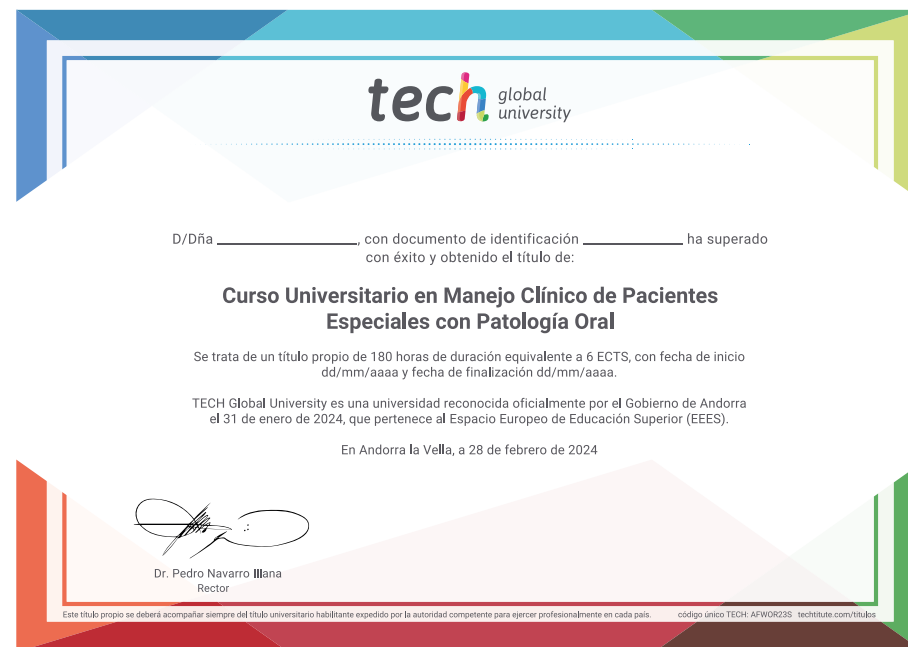 tech global university
D/Dña ____________________, con documento de identificación ______________ ha superado
con éxito y obtenido el título de:
Curso Universitario en Manejo Clínico de Pacientes
Especiales con Patología Oral
Se trata de un título propio de 180 horas de duración equivalente a 6 ECTS, con fecha de inicio
dd/mm/aaaa y fecha de finalización dd/mm/aaaa.
TECH Global University es una universidad reconocida oficialmente por el Gobierno de Andorra
el 31 de enero de 2024, que pertenece al Espacio Europeo de Educación Superior (EEES).
En Andorra la Vella, a 28 de febrero de 2024
Dr. Pedro Navarro Illana
Rector
Este título propio se deberá acompañar siempre del título universitario habilitante expedido por la autoridad competente para ejercer profesionalmente en cada país. código único TECH: AFWOR23S techtitute.com/titulos